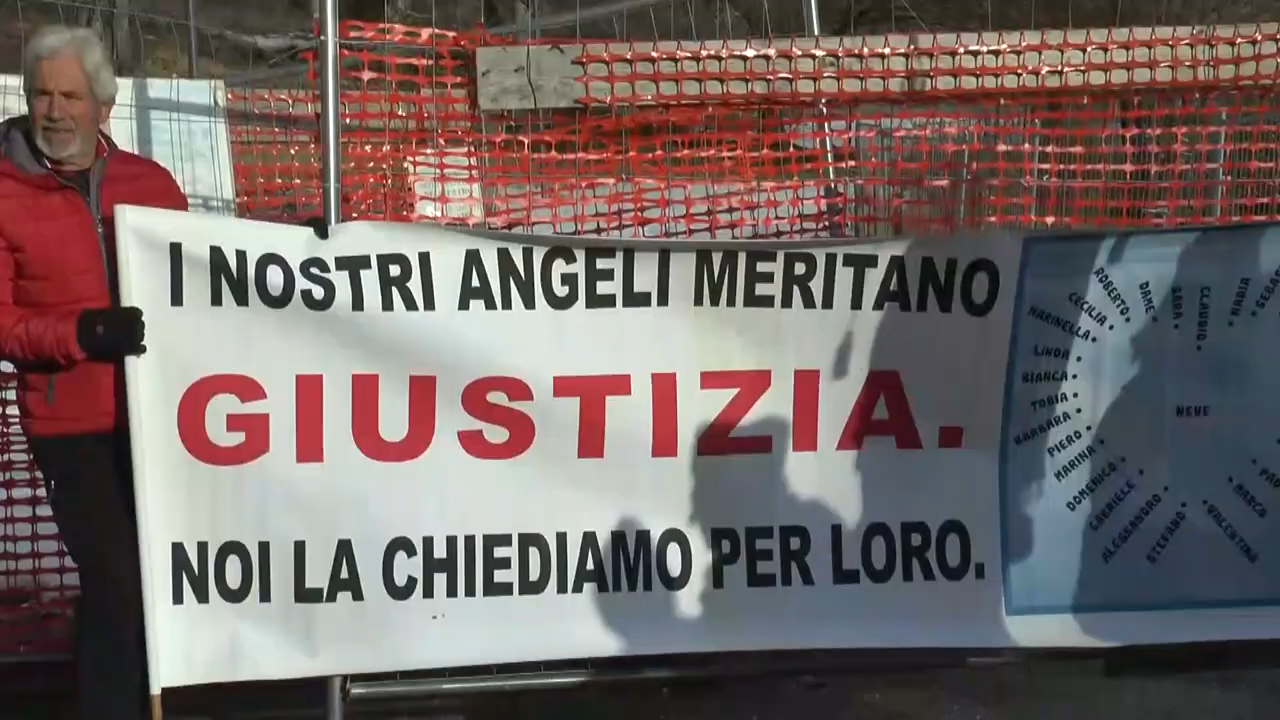 I NOSTRI ANGELI MERITANO
GIUSTIZIA.
NOI LA CHIEDIAMO PER LORO.
MARINELLA
CECILIA
ROBERTO
DAME
SARA
CLAUDIO
NADIA
LINDA
BIANCA
TOBIA
BARBARA
PIERO
MARINA
DOMENICO
GABRIELE
ALESSANDRO
STEFANO
VALENTINA
MARCO
NEVE